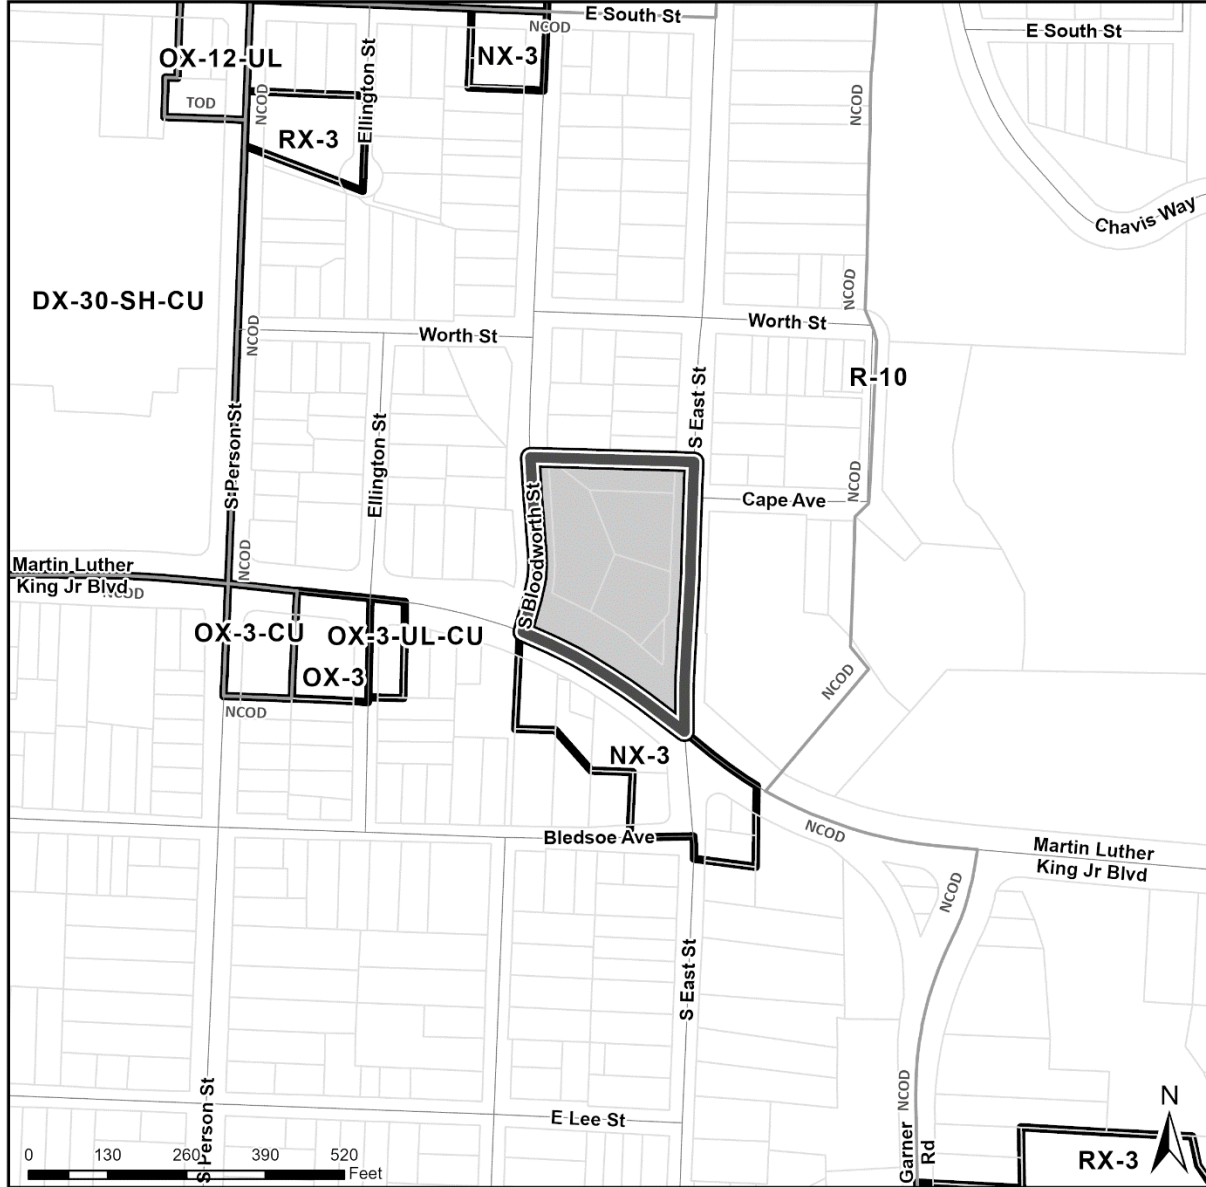 E South St
E South St
NCOD
OX-12-UL
NX-3
Ellington St
TOD
NCOD
NCOD
RX-3
Chavis Way
DX-30-SH-CU
NCOD
Worth St
Worth St
NCOD
R-10
S East St
S Person St
Ellington St
NCOD
Cape Ave
S Bloodworth St
NCOD
Martin Luther
King Jr Blvd
NCOD
OX-3-CU
OX-3-UL-CU
OX-3
NCOD
NCOD
NX-3
NCOD
Bledsoe Ave
Martin Luther
King Jr Blvd
NCOD
S East St
S Person St
E Lee St
NCOD
Garner
Rd
N
RX-3
0 130 260 390 520
Feet